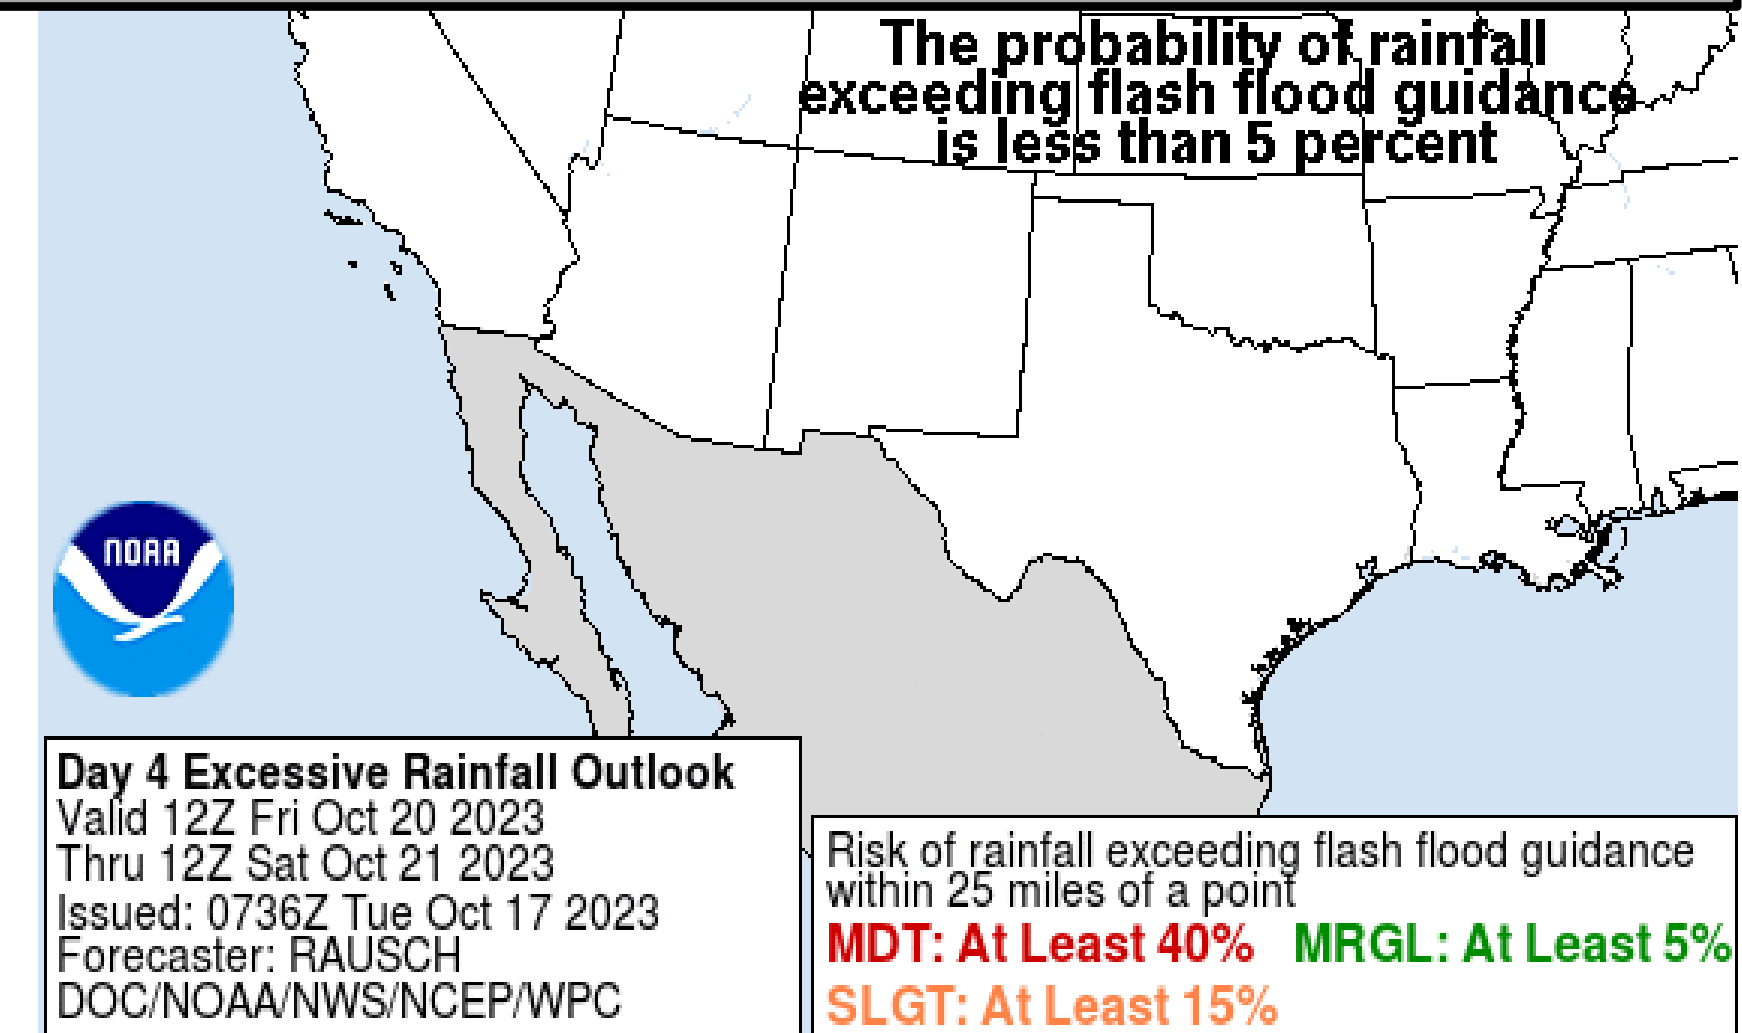 The probability of rainfall
exceeding flash flood guidance
is less than 5 percent
NOAA
Day 4 Excessive Rainfall Outlook
Valid 12Z Fri Oct 20 2023
Thru 12Z Sat Oct 21 2023
Issued: 0736Z Tue Oct 17 2023
Forecaster: RAUSCH
DOC/NOAA/NWS/NCEP/WPC
Risk of rainfall exceeding flash flood guidance
within 25 miles of a point
MDT: At Least 40% MRGL: At Least 5%
SLGT: At Least 15%